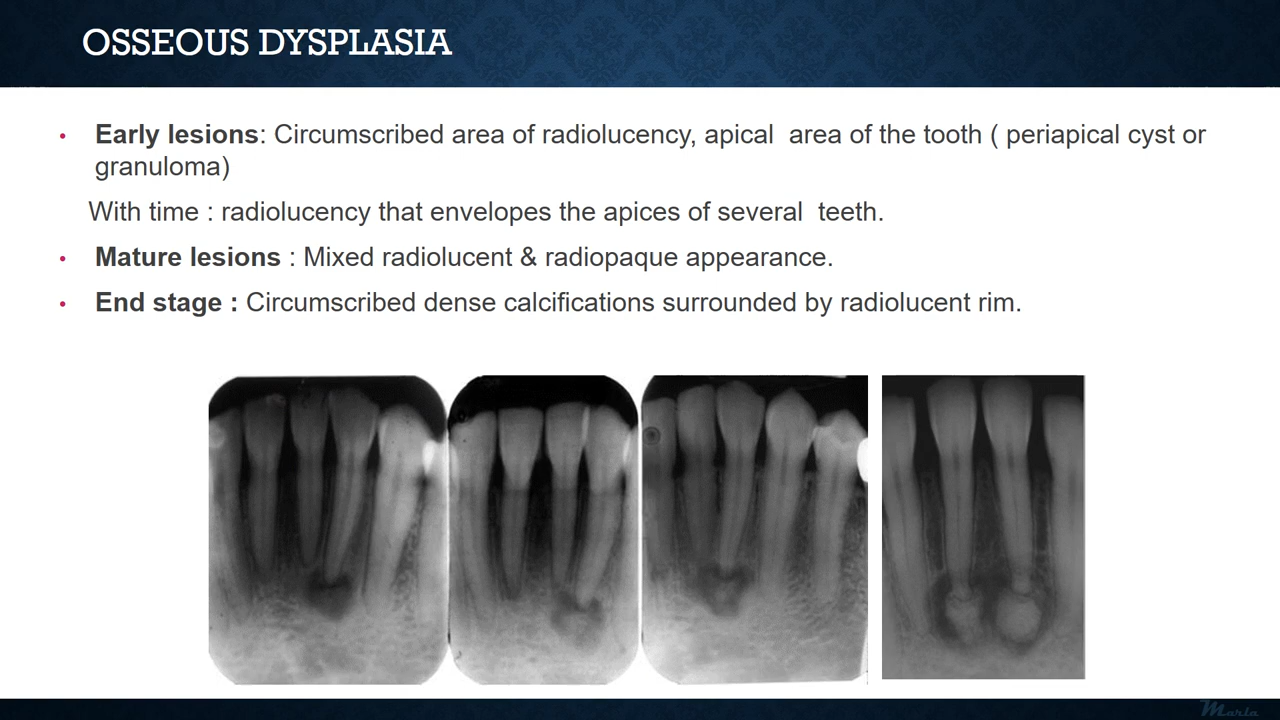 OSSEOUS DYSPLASIA
• Early lesions: Circumscribed area of radiolucency, apical  area of the tooth ( periapical cyst or
granuloma)
With time : radiolucency that envelopes the apices of several  teeth.
• Mature lesions : Mixed radiolucent & radiopaque appearance.
• End stage : Circumscribed dense calcifications surrounded by radiolucent rim.
Maria